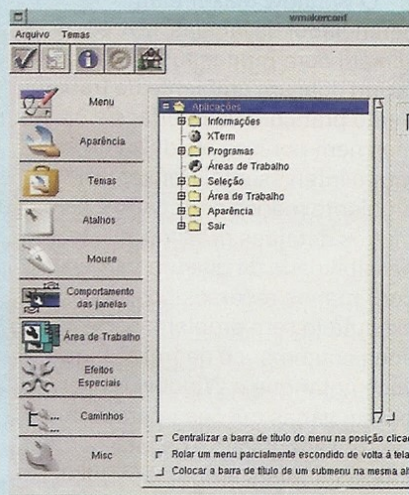 wmakerconf
Arquivo Temas
Menu
Aparência
Temas
Atalhos
Mouse
Comportamento
das janelas
Área de Trabalho
Efeitos
Especiais
Caminhos
Misc
Aplicações
Informações
XTerm
Programas
Áreas de Trabalho
Seleção
Área de Trabalho
Aparência
Sair
Centralizar a barra de título do menu na posição
Rolar um menu parcialmente escondido de volta à tela
Colocar a barra de título de um submenu na mesma